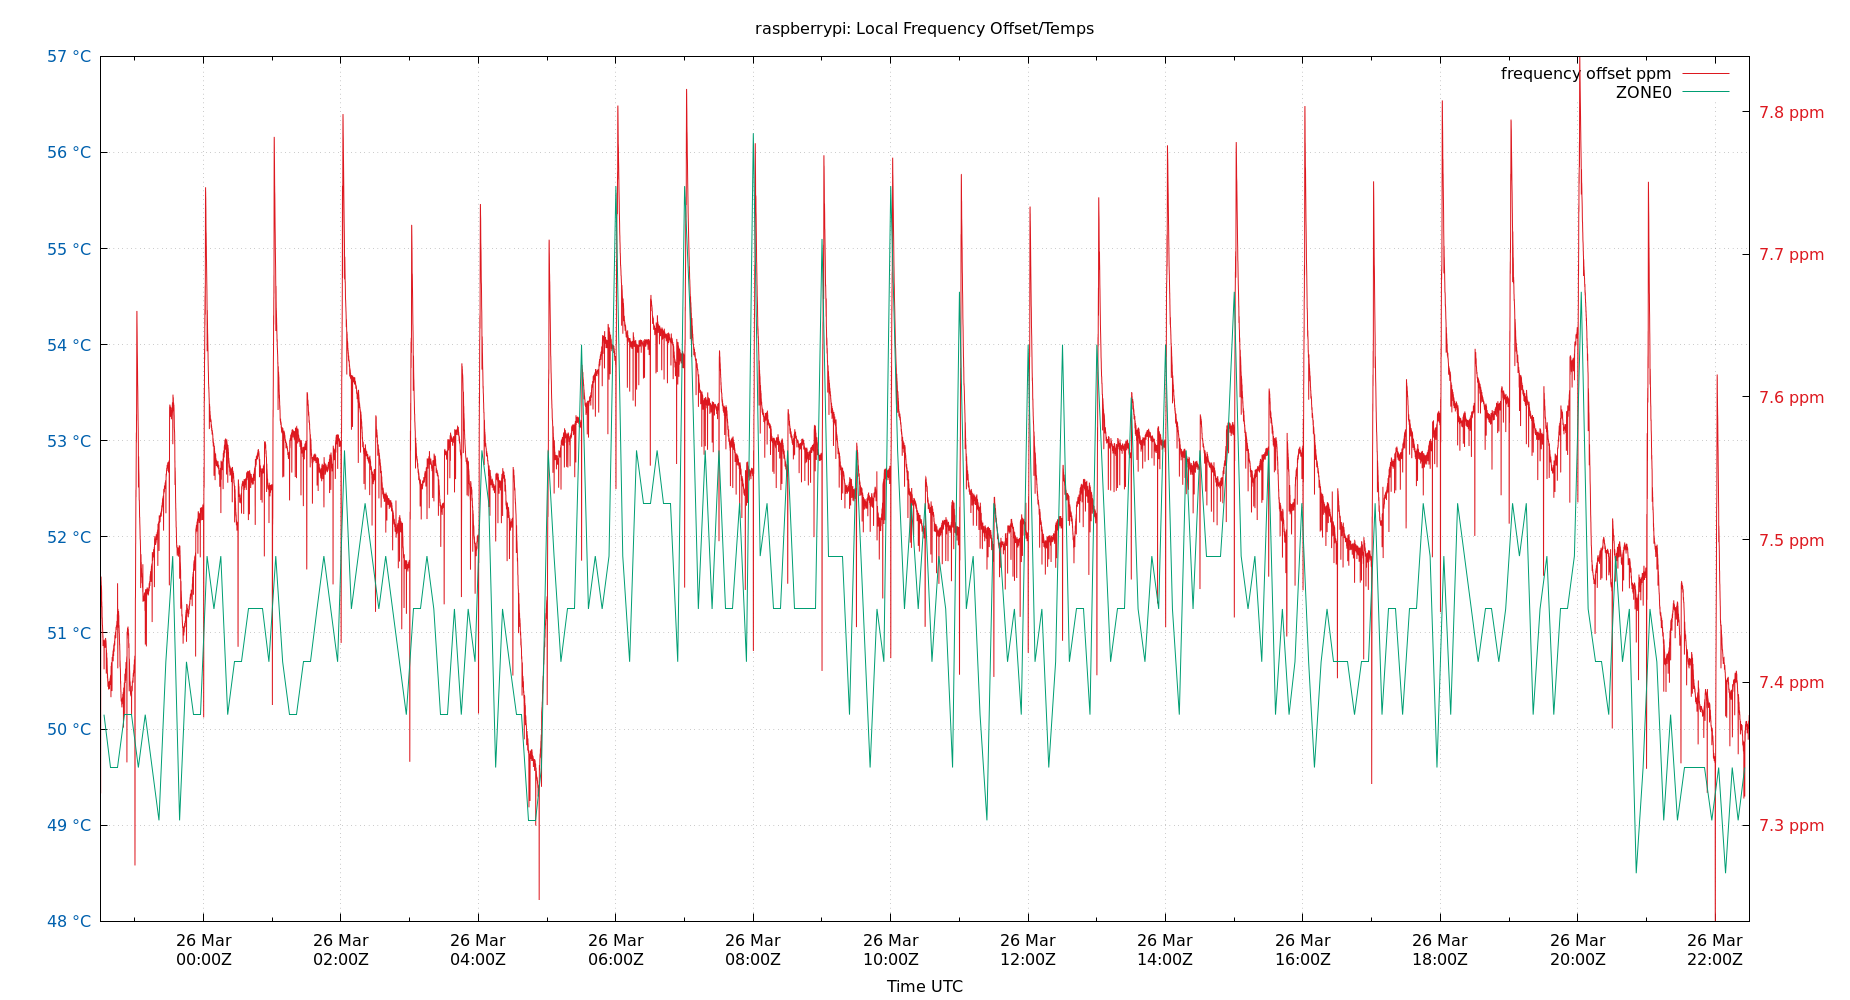 raspberrypi: Local Frequency Offset/Temps
frequency offset ppm
ZONE0
57 °C
56 °C
55 °C
54 °C
53 °C
52 °C
51 °C
50 °C
49 °C
48 °C
7.8 ppm
7.7 ppm
7.6 ppm
7.5 ppm
7.4 ppm
7.3 ppm
26 Mar
00:00Z
26 Mar
02:00Z
26 Mar
04:00Z
26 Mar
06:00Z
26 Mar
08:00Z
26 Mar
10:00Z
26 Mar
12:00Z
26 Mar
14:00Z
26 Mar
16:00Z
26 Mar
18:00Z
26 Mar
20:00Z
26 Mar
22:00Z
Time UTC